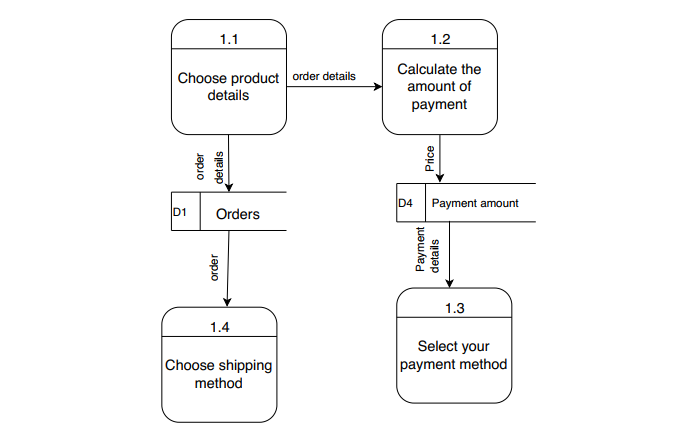 1.1
Choose product
details
order details
1.2
Calculate the
amount of
payment
order
details
Price
D1
Orders
D4
Payment amount
order
Payment
details
1.4
Choose shipping
method
1.3
Select your
payment method